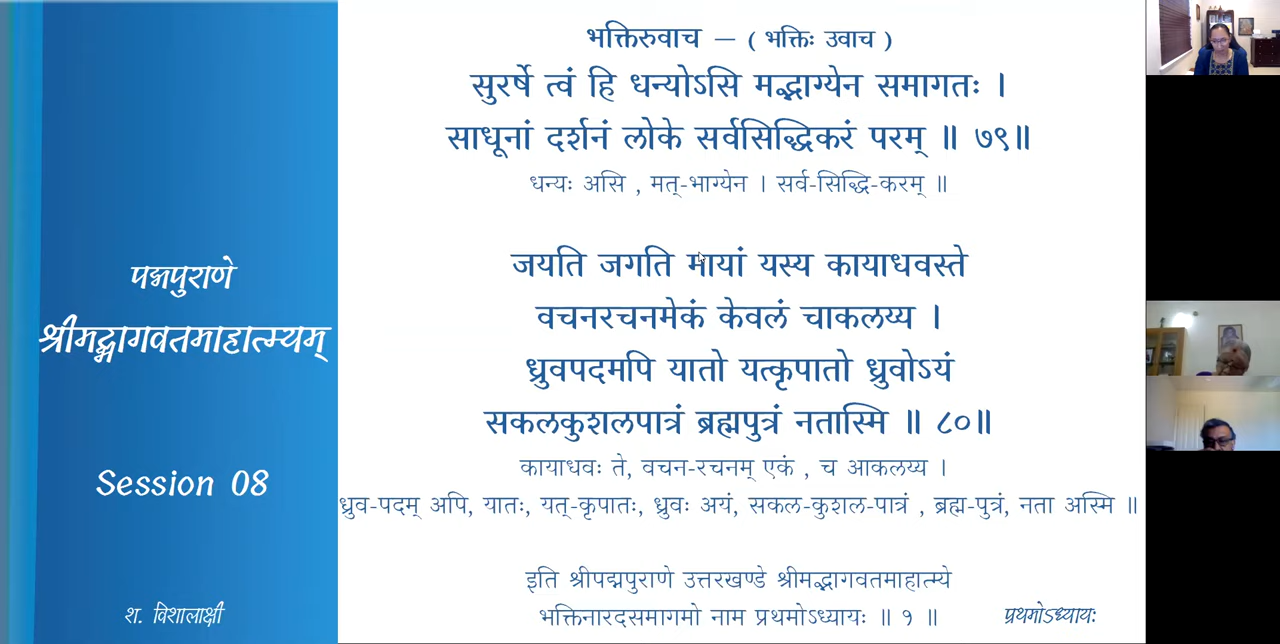 पद्मपुराणे
श्रीमद्भागवतमाहात्म्यम्
Session 08
श. विशालाक्षी
भक्तिरुवाच – ( भक्तिः उवाच )
सुरर्षे त्वं हि धन्योऽसि मद्भाग्येन समागतः ।
साधूनां दर्शनं लोके सर्वसिद्धिकरं परम् ॥ ७९॥
धन्यः असि , मत्-भाग्येन । सर्व-सिद्धि-करम् ॥
जयति जगति मायां यस्य कायाधवस्ते
वचनरचनमेकं केवलं चाकलय्य ।
ध्रुवपदमपि यातो यत्कृपातो ध्रुवोऽयं
सकलकुशलपात्रं ब्रह्मपुत्रं नतास्मि ॥ ८०॥
कायाधवः ते, वचन-रचनम् एकं , च आकलय्य ।
ध्रुव-पदम् अपि, यातः, यत्-कृपातः, ध्रुवः अयं, सकल-कुशल-पात्रं , ब्रह्म-पुत्रं, नता अस्मि ॥
इति श्रीपद्मपुराणे उत्तरखण्डे श्रीमद्भागवतमाहात्म्ये
भक्तिनारदसमागमो नाम प्रथमोऽध्यायः ॥ १ ॥
प्रथमोऽध्यायः